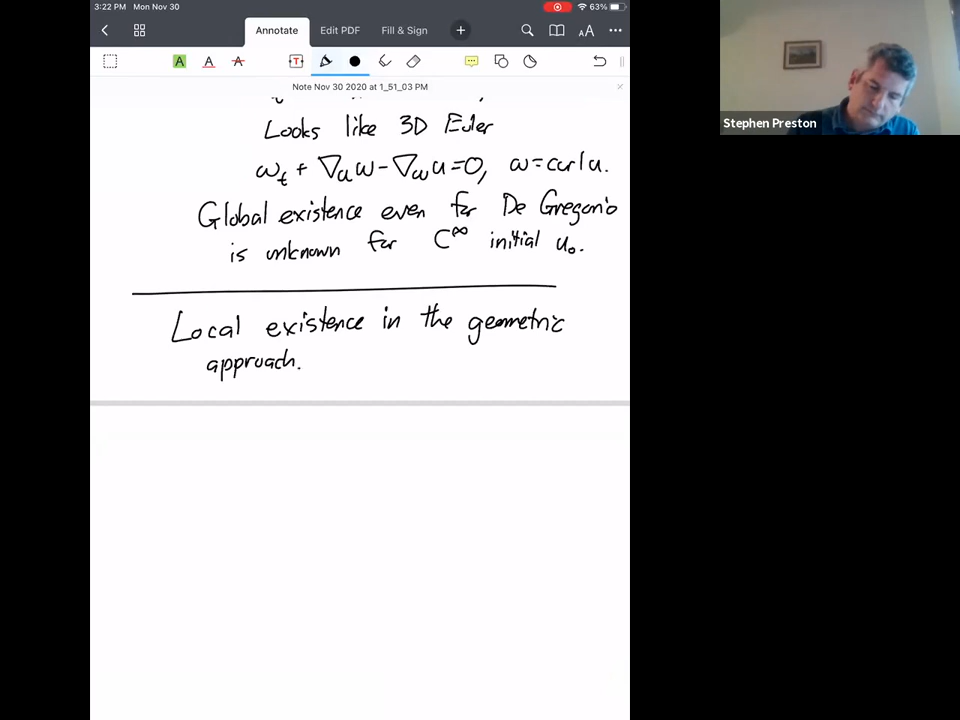 3:22 PM Mon Nov 30
63%
Annotate
Edit PDF
Fill & Sign
AA
A
A
A
T
Note Nov 30 2020 at 1_51_03 PM
Looks like 3D Euler
ω_t + ∇_u ω - ∇_ω u = 0, ω = curl u.
Global existence even for De Gregorio
is unknown for C^∞ initial u_0.
Local existence in the geometric
approach.
Stephen Preston